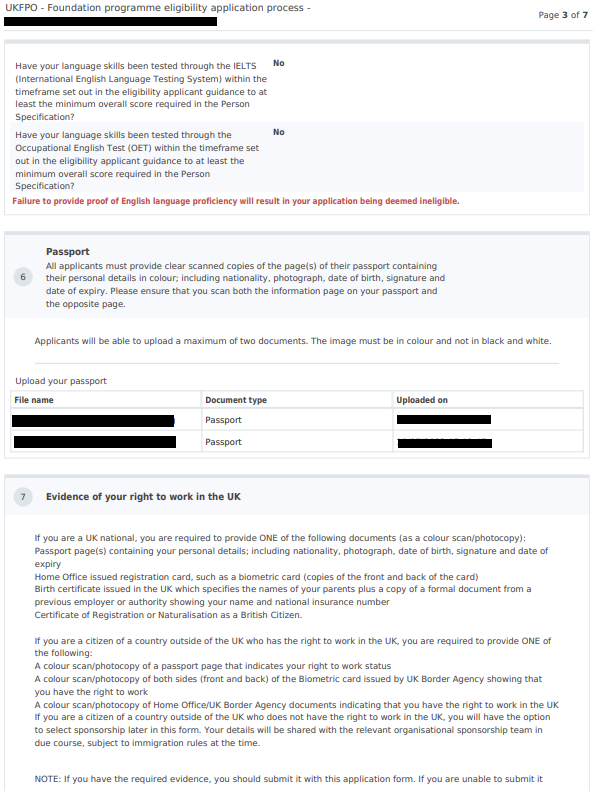 UKFPO - Foundation programme eligibility application process -
Page 3 of 7
Have your language skills been tested through the IELTS
No
(International English Language Testing System) within the
timeframe set out in the eligibility applicant guidance to at
least the minimum overall score required in the Person
Specification?
Have your language skills been tested through the
No
Occupational English Test (OET) within the timeframe set
out in the eligibility applicant guidance to at least the
minimum overall score required in the Person
Specification?
Failure to provide proof of English language proficiency will result in your application being deemed ineligible.
Passport
6
All applicants must provide clear scanned copies of the page(s) of their passport containing
their personal details in colour; including nationality, photograph, date of birth, signature and
date of expiry. Please ensure that you scan both the information page on your passport and
the opposite page.
Applicants will be able to upload a maximum of two documents. The image must be in colour and not in black and white.
Upload your passport
File name Document type Uploaded on
Passport
Passport
7 Evidence of your right to work in the UK
If you are a UK national, you are required to provide ONE of the following documents (as a colour scan/photocopy):
Passport page(s) containing your personal details; including nationality, photograph, date of birth, signature and date of
expiry
Home Office issued registration card, such as a biometric card (copies of the front and back of the card)
Birth certificate issued in the UK which specifies the names of your parents plus a copy of a formal document from a
previous employer or authority showing your name and national insurance number
Certificate of Registration or Naturalisation as a British Citizen.
If you are a citizen of a country outside of the UK who has the right to work in the UK, you are required to provide ONE of
the following:
A colour scan/photocopy of a passport page that indicates your right to work status
A colour scan/photocopy of both sides (front and back) of the Biometric card issued by UK Border Agency showing that
you have the right to work
A colour scan/photocopy of Home Office/UK Border Agency documents indicating that you have the right to work in the UK
If you are a citizen of a country outside of the UK who does not have the right to work in the UK, you will have the option
to select sponsorship later in this form. Your details will be shared with the relevant organisational sponsorship team in
due course, subject to immigration rules at the time.
NOTE: If you have the required evidence, you should submit it with this application form. If you are unable to submit it